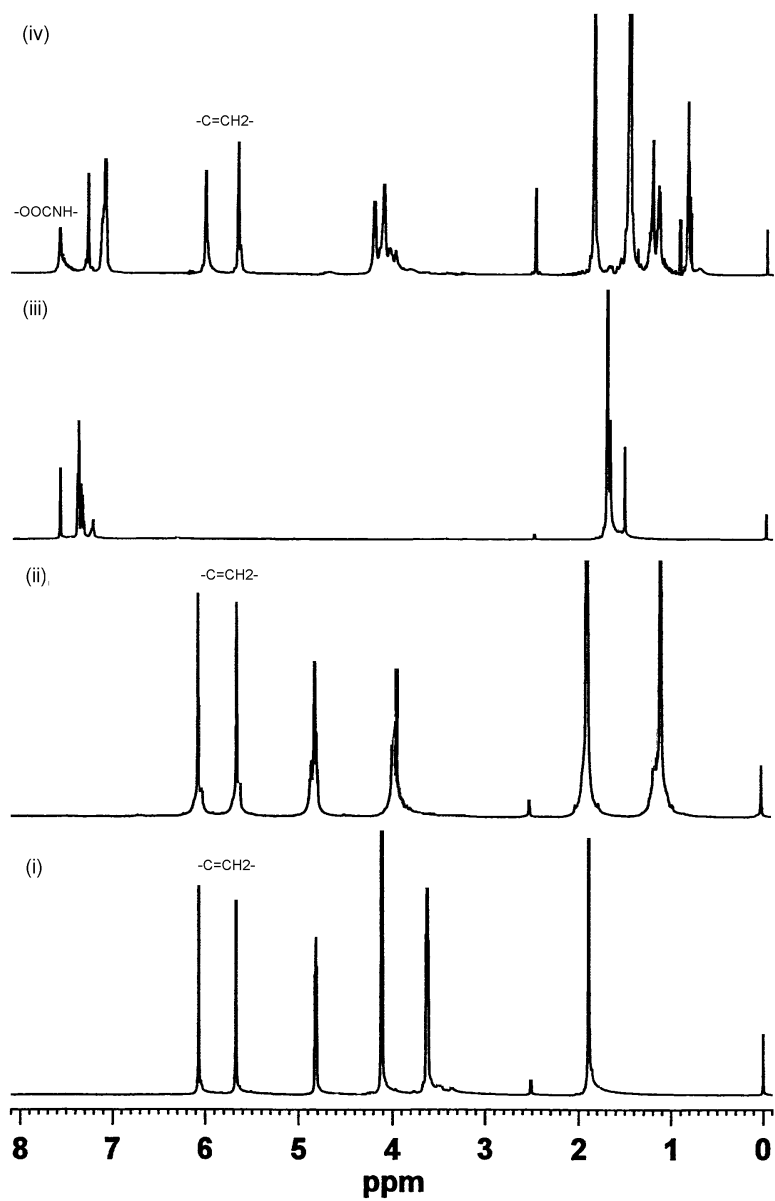 (iv)
-C=CH2-
-OOCNH-
(iii)
(ii)
-C=CH2-
(i)
-C=CH2-
8 7 6 5 4 3 2 1 0
ppm